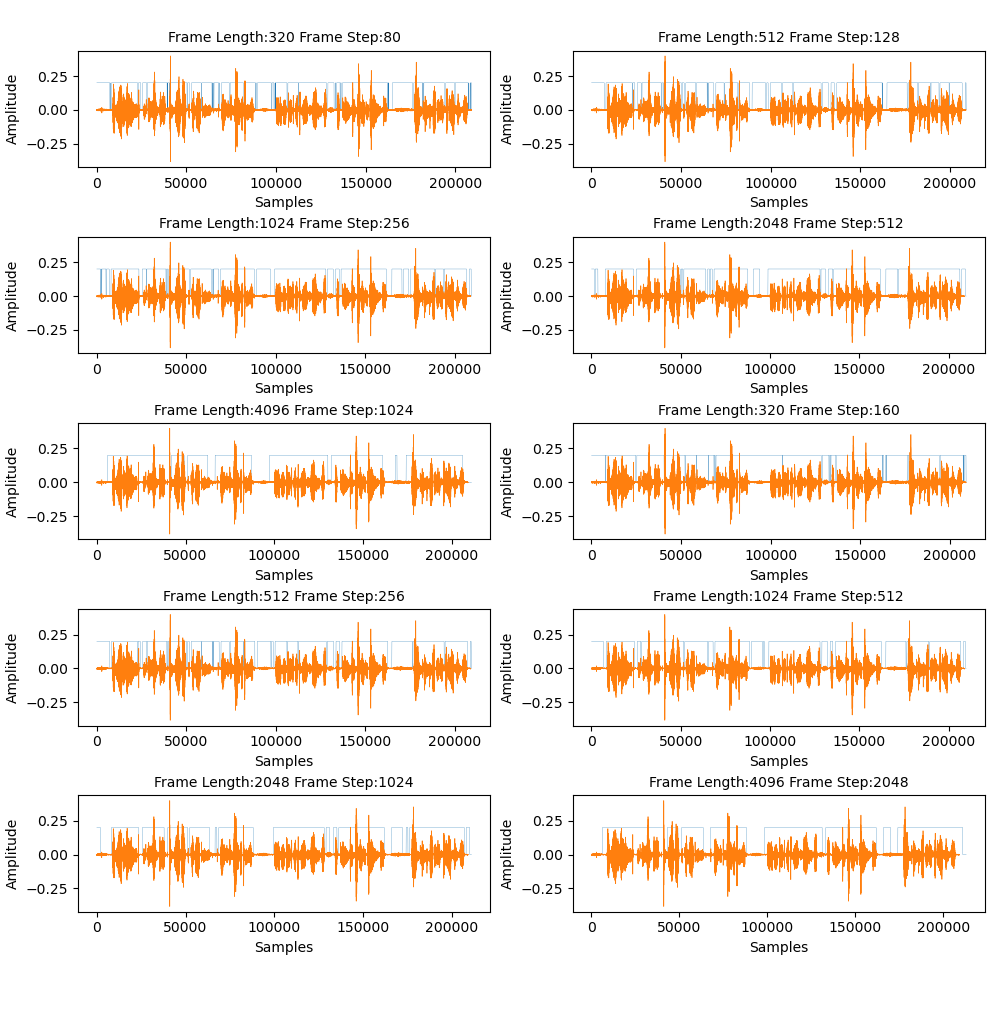 Frame Length:320 Frame Step:80
Frame Length:512 Frame Step:128
Amplitude
0.25
0.00
−0.25
0 50000 100000 150000 200000
Samples
Amplitude
0.25
0.00
−0.25
0 50000 100000 150000 200000
Samples
Frame Length:1024 Frame Step:256
Frame Length:2048 Frame Step:512
Amplitude
0.25
0.00
−0.25
0 50000 100000 150000 200000
Samples
Amplitude
0.25
0.00
−0.25
0 50000 100000 150000 200000
Samples
Frame Length:4096 Frame Step:1024
Frame Length:320 Frame Step:160
Amplitude
0.25
0.00
−0.25
0 50000 100000 150000 200000
Samples
Amplitude
0.25
0.00
−0.25
0 50000 100000 150000 200000
Samples
Frame Length:512 Frame Step:256
Frame Length:1024 Frame Step:512
Amplitude
0.25
0.00
−0.25
0 50000 100000 150000 200000
Samples
Amplitude
0.25
0.00
−0.25
0 50000 100000 150000 200000
Samples
Frame Length:2048 Frame Step:1024
Frame Length:4096 Frame Step:2048
Amplitude
0.25
0.00
−0.25
0 50000 100000 150000 200000
Samples
Amplitude
0.25
0.00
−0.25
0 50000 100000 150000 200000
Samples